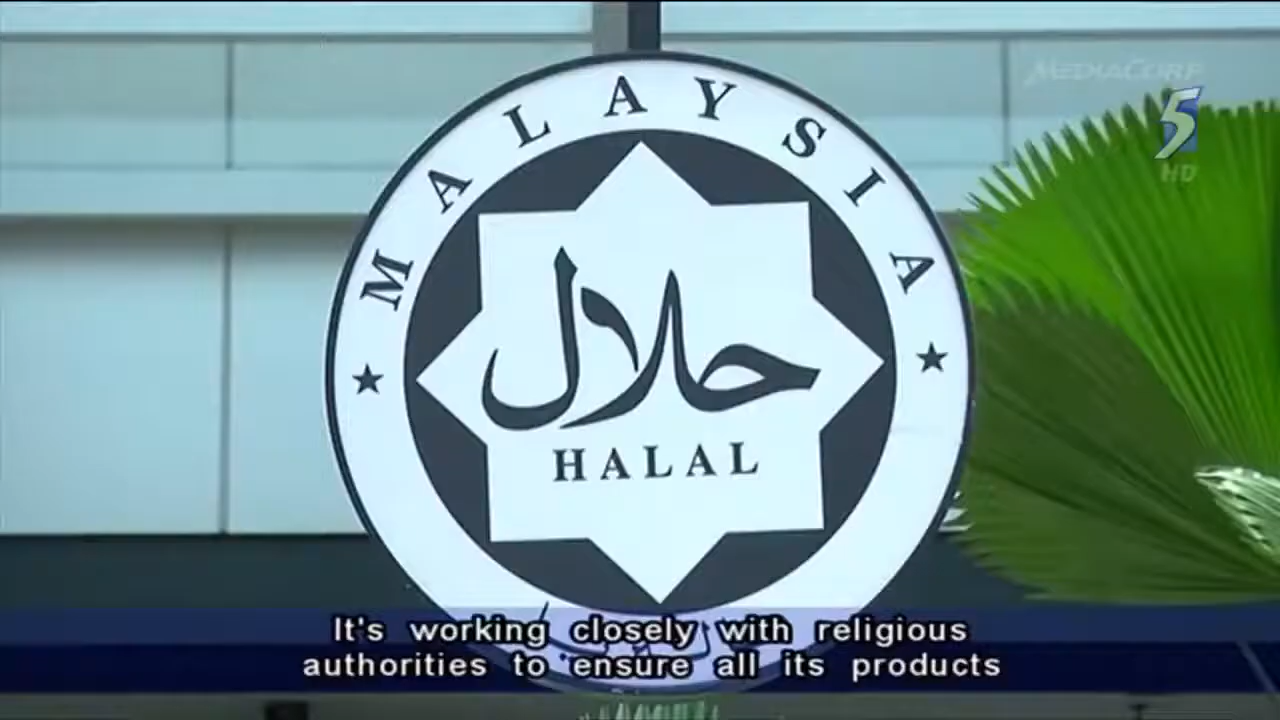 MEDIACORP
5
HD
MALAYSIA
حلال
HALAL
It's working closely with religious
authorities to ensure all its products